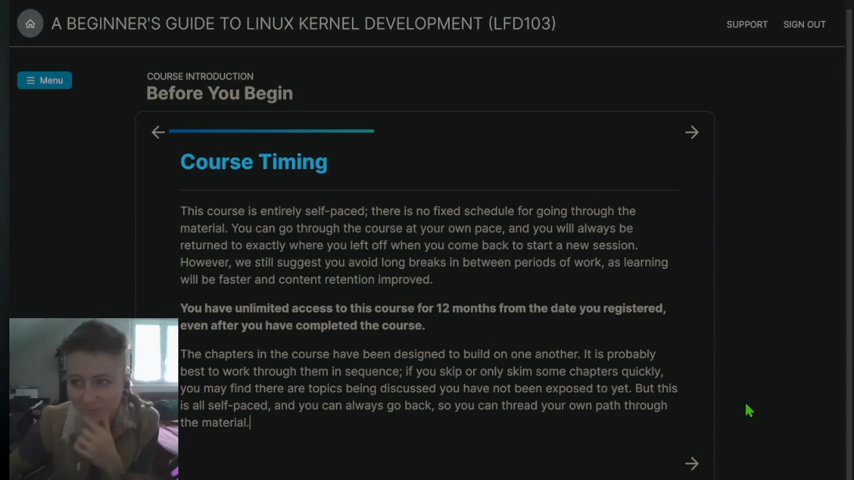 A BEGINNER'S GUIDE TO LINUX KERNEL DEVELOPMENT (LFD103)
SUPPORT
SIGN OUT
Menu
COURSE INTRODUCTION
Before You Begin
Course Timing
This course is entirely self-paced; there is no fixed schedule for going through the
material. You can go through the course at your own pace, and you will always be
returned to exactly where you left off when you come back to start a new session.
However, we still suggest you avoid long breaks in between periods of work, as learning
will be faster and content retention improved.
You have unlimited access to this course for 12 months from the date you registered,
even after you have completed the course.
The chapters in the course have been designed to build on one another. It is probably
best to work through them in sequence; if you skip or only skim some chapters quickly,
you may find there are topics being discussed you have not been exposed to yet. But this
is all self-paced, and you can always go back, so you can thread your own path through
the material.